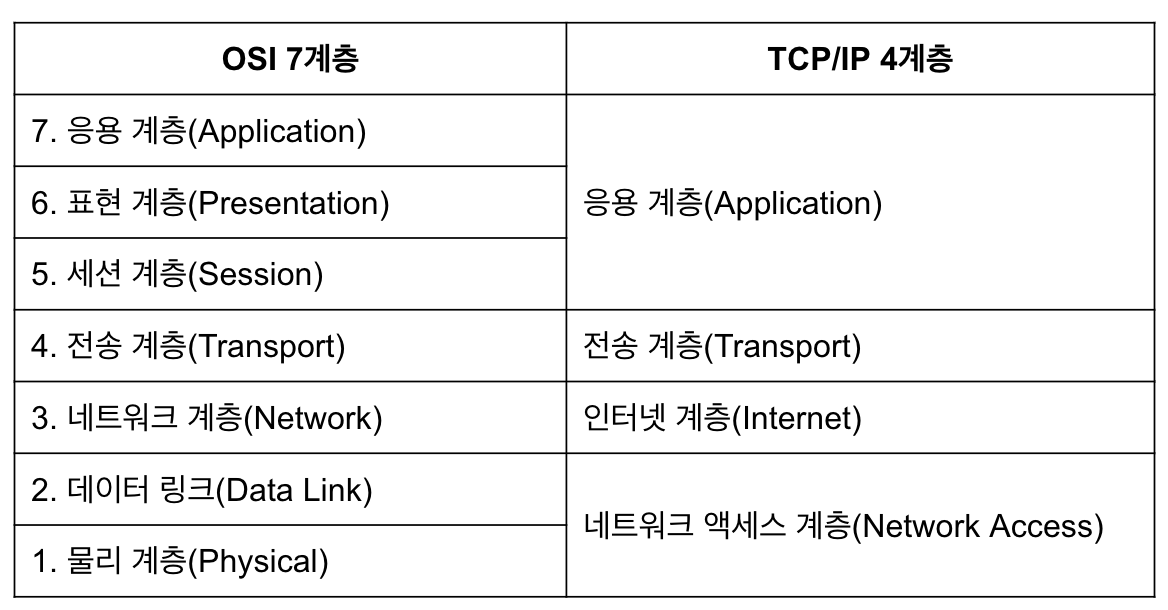 OSI 7계층
TCP/IP 4계층
7. 응용 계층(Application)
6. 표현 계층(Presentation)
응용 계층(Application)
5. 세션 계층(Session)
4. 전송 계층(Transport)
전송 계층(Transport)
3. 네트워크 계층(Network)
인터넷 계층(Internet)
2. 데이터 링크(Data Link)
네트워크 액세스 계층(Network Access)
1. 물리 계층(Physical)